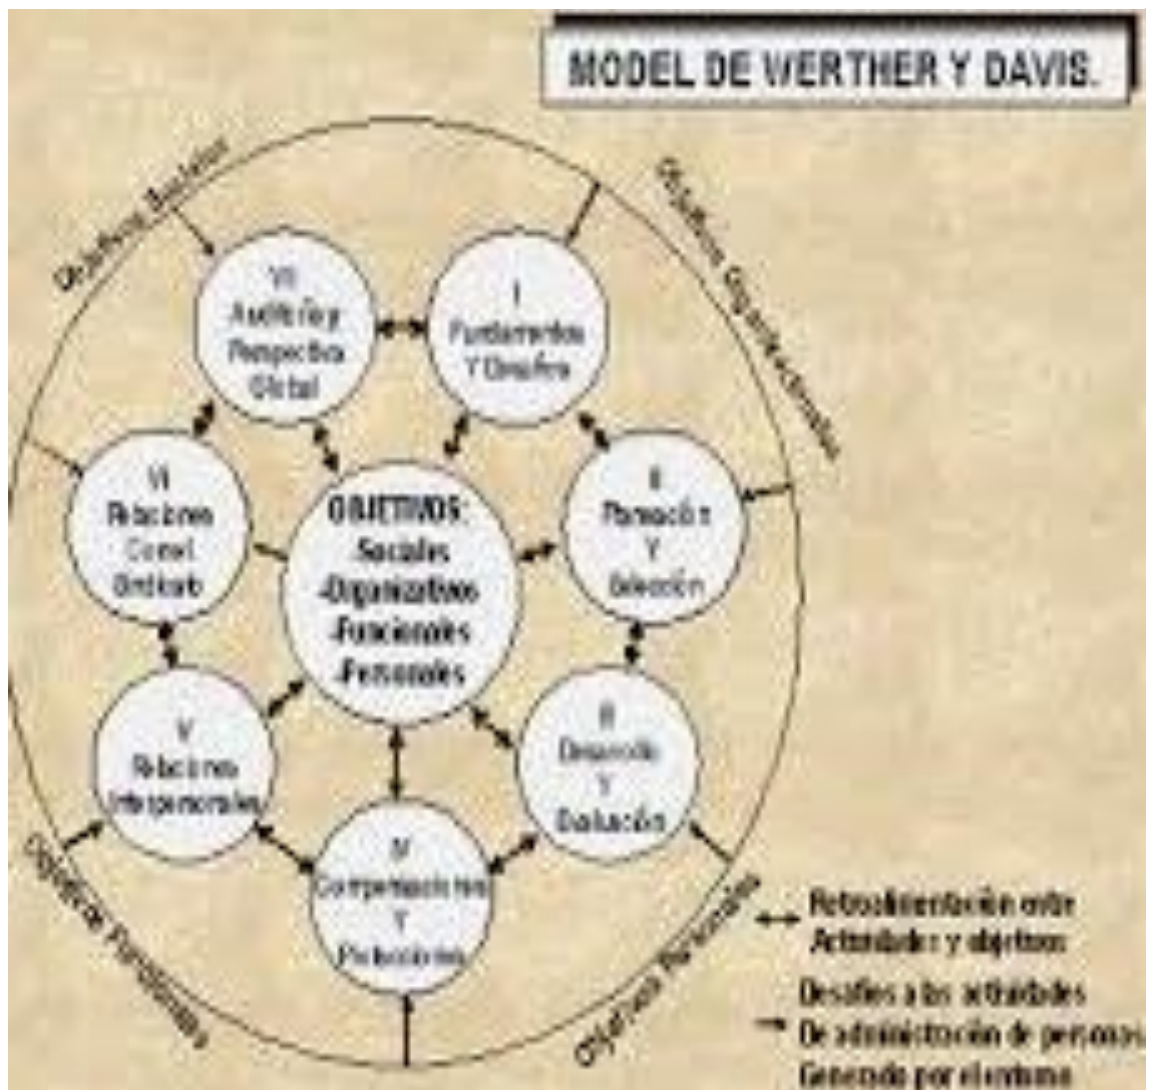 MODEL DE WERTHER Y DAVIS.
Objetivos Sociales
Objetivos Organizacionales
VII
Auditoría y
Perspectiva
Global
I
Fundamentos
Y Desafíos
VI
Relaciones
Con el
Sindicato
OBJETIVOS:
-Sociales
-Organizativos
-Funcionales
-Personales
II
Planeación
Y
Selección
V
Relaciones
Interpersonales
III
Desarrollo
Y
Evaluación
IV
Compensaciones
Y
Protecciones
Objetivos Funcionales
Objetivos Personales
Retroalimentación entre
Actividades y objetivos
Desafíos a las actividades
De administración de personas
Generado por el entorno